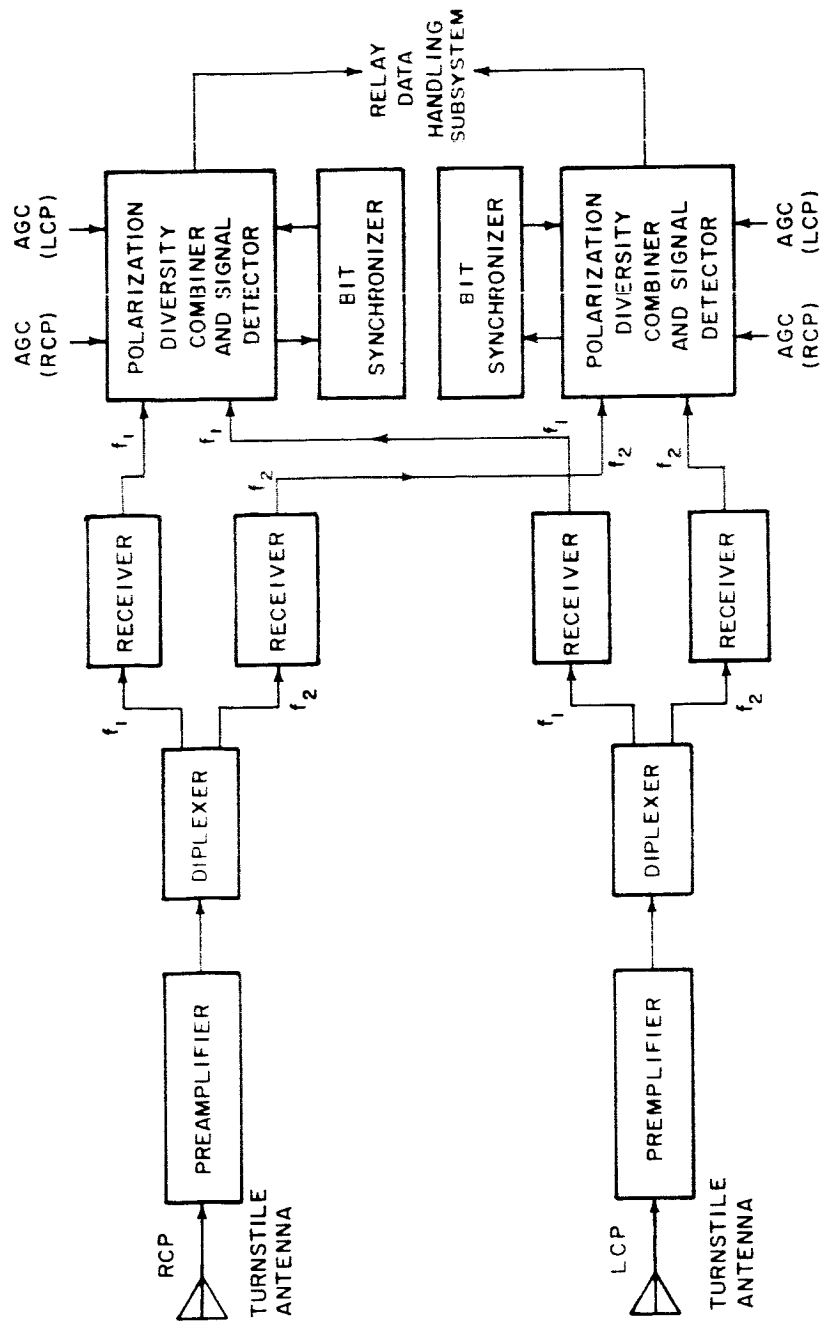 RCP
TURNSTILE
ANTENNA
PREAMPLIFIER
DIPLEXER
f1
f2
RECEIVER
RECEIVER
f1
f2
AGC
(RCP)
AGC
(LCP)
POLARIZATION
DIVERSITY
COMBINER
AND SIGNAL
DETECTOR
BIT
SYNCHRONIZER
RELAY
DATA
HANDLING
SUBSYSTEM
LCP
TURNSTILE
ANTENNA
PREMPLIFIER
DIPLEXER
f1
f2
RECEIVER
RECEIVER
f1
f2
BIT
SYNCHRONIZER
POLARIZATION
DIVERSITY
COMBINER
AND SIGNAL
DETECTOR
AGC
(RCP)
AGC
(LCP)